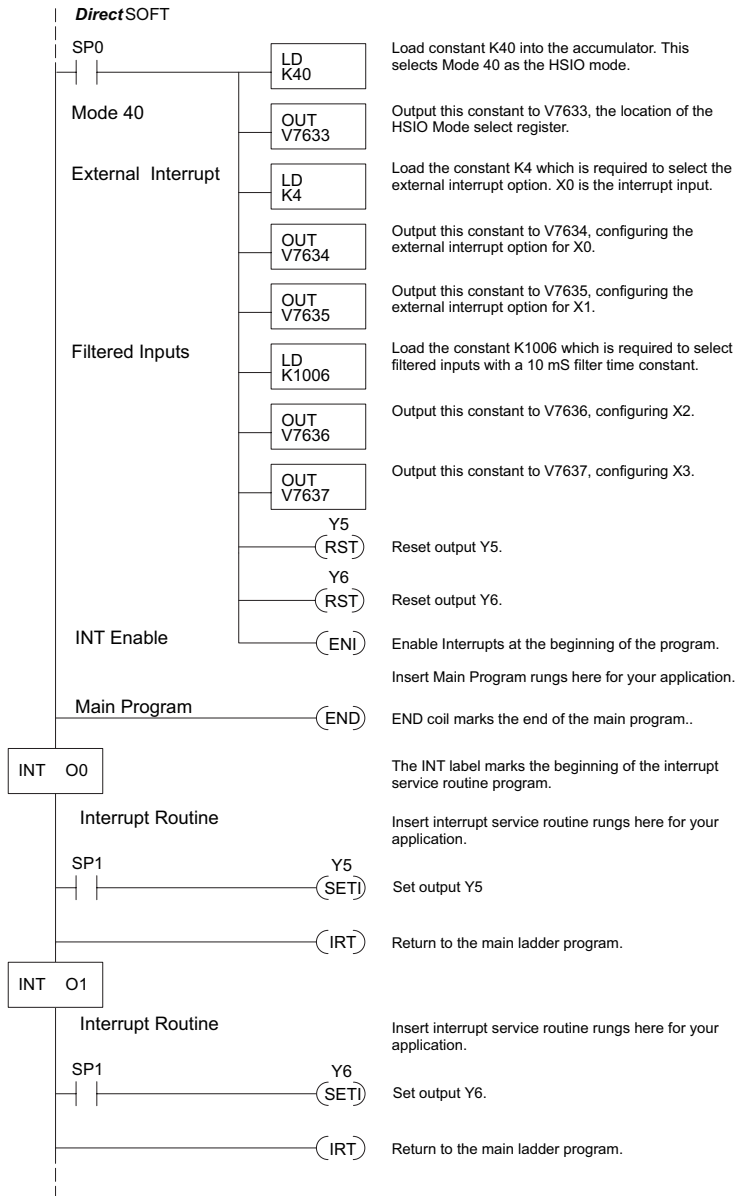 DirectSOFT
SP0
LD
K40
Load constant K40 into the accumulator. This
selects Mode 40 as the HSIO mode.
Mode 40
OUT
V7633
Output this constant to V7633, the location of the
HSIO Mode select register.
External Interrupt
LD
K4
Load the constant K4 which is required to select the
external interrupt option. X0 is the interrupt input.
OUT
V7634
Output this constant to V7634, configuring the
external interrupt option for X0.
OUT
V7635
Output this constant to V7635, configuring the
external interrupt option for X1.
Filtered Inputs
LD
K1006
Load the constant K1006 which is required to select
filtered inputs with a 10 mS filter time constant.
OUT
V7636
Output this constant to V7636, configuring X2.
OUT
V7637
Output this constant to V7637, configuring X3.
Y5
RST
Reset output Y5.
Y6
RST
Reset output Y6.
INT Enable
ENI
Enable Interrupts at the beginning of the program.
Insert Main Program rungs here for your application.
Main Program
END
END coil marks the end of the main program..
INT O0
The INT label marks the beginning of the interrupt
service routine program.
Interrupt Routine
Insert interrupt service routine rungs here for your
application.
SP1
Y5
SETI
Set output Y5
IRT
Return to the main ladder program.
INT O1
Interrupt Routine
Insert interrupt service routine rungs here for your
application.
SP1
Y6
SETI
Set output Y6.
IRT
Return to the main ladder program.